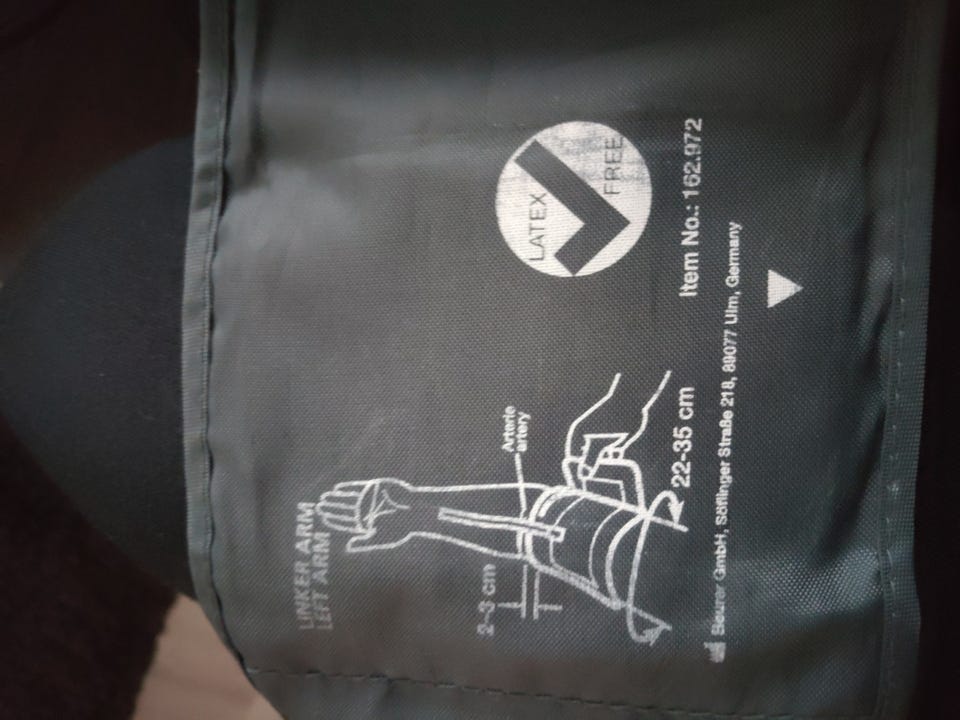 LINKER ARM
LEFT ARM
2-3 cm
Arterie
artery
22-35 cm
LATEX
FREE
Item No.: 162.972
Beurer GmbH, Söflinger Straße 218, 89077 Ulm, Germany